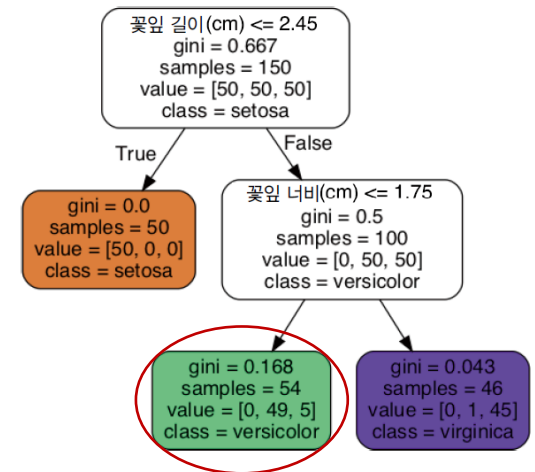 꽃잎 길이(cm) <= 2.45
gini = 0.667
samples = 150
value = [50, 50, 50]
class = setosa
True
False
gini = 0.0
samples = 50
value = [50, 0, 0]
class = setosa
꽃잎 너비(cm) <= 1.75
gini = 0.5
samples = 100
value = [0, 50, 50]
class = versicolor
gini = 0.168
samples = 54
value = [0, 49, 5]
class = versicolor
gini = 0.043
samples = 46
value = [0, 1, 45]
class = virginica